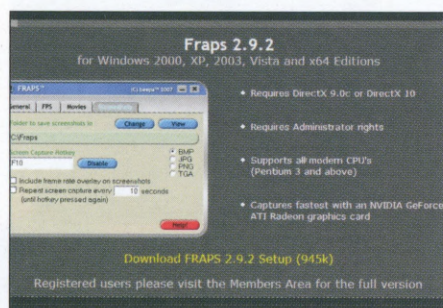 Fraps 2.9.2
for Windows 2000, XP, 2003, Vista and x64 Editions
FRAPS™
(C) 2007
General FPS Movies Screenshots
Folder to save screenshots in
Change View
C:\Fraps
Screen Capture Hotkey
F10 Disable
BMP
JPG
PNG
TGA
Include frame rate overlay on screenshots
Repeat screen capture every 10 seconds
(until hotkey pressed again)
Help!
• Requires DirectX 9.0c or DirectX 10
• Requires Administrator rights
• Supports all modern CPU's
(Pentium 3 and above)
• Captures fastest with an NVIDIA GeForce
ATI Radeon graphics card
Download FRAPS 2.9.2 Setup (945k)
Registered users please visit the Members Area for the full version